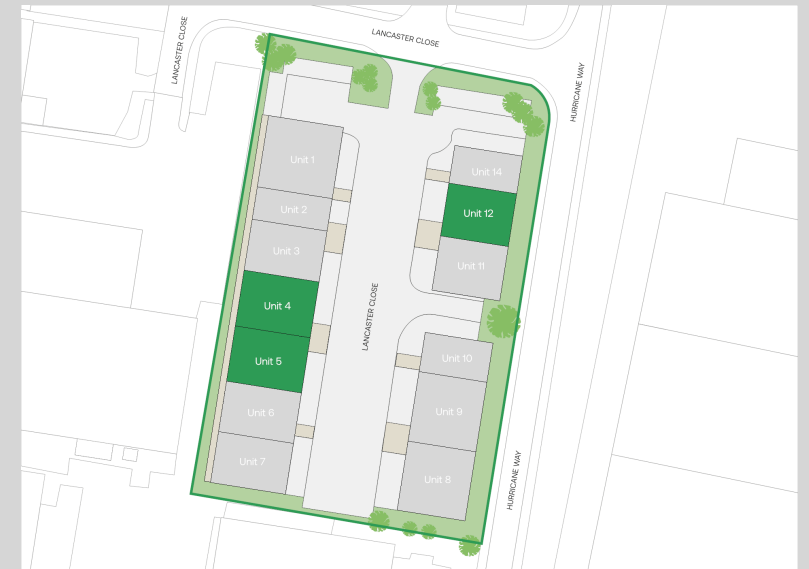 LANCASTER CLOSE
LANCASTER CLOSE
HURRICANE WAY
Unit 1
Unit 14
Unit 2
Unit 12
Unit 3
Unit 11
Unit 4
LANCASTER CLOSE
Unit 5
Unit 10
Unit 6
Unit 9
Unit 7
Unit 8
HURRICANE WAY